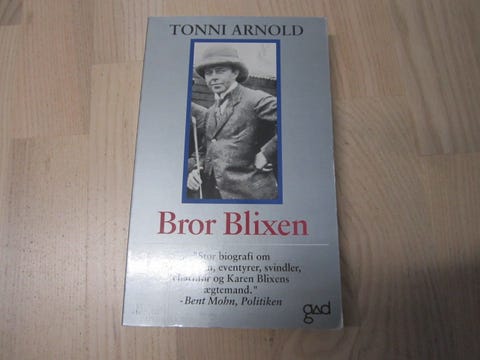 TONNI ARNOLD
Bror Blixen
"Stor biografi om
eventyrer, svindler,
og Karen Blixens
ægtemand."
-Bent Mohn, Politiken
gad